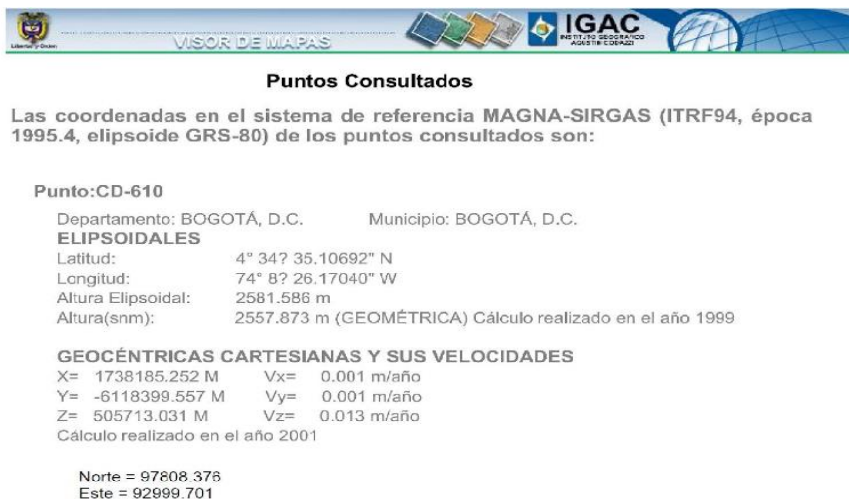 Libertad y Orden
VISOR DE MAPAS
IGAC
INSTITUTO GEOGRÁFICO
AGUSTÍN CODAZZI
Puntos Consultados
Las coordenadas en el sistema de referencia MAGNA-SIRGAS (ITRF94, época
1995.4, elipsoide GRS-80) de los puntos consultados son:
Punto:CD-610
Departamento: BOGOTÁ, D.C. Municipio: BOGOTÁ, D.C.
ELIPSOIDALES
Latitud: 4° 34? 35.10692" N
Longitud: 74° 8? 26.17040" W
Altura Elipsoidal: 2581.586 m
Altura(snm): 2557.873 m (GEOMÉTRICA) Cálculo realizado en el año 1999
GEOCÉNTRICAS CARTESIANAS Y SUS VELOCIDADES
X= 1738185.252 M Vx= 0.001 m/año
Y= -6118399.557 M Vy= 0.001 m/año
Z= 505713.031 M Vz= 0.013 m/año
Cálculo realizado en el año 2001
Norte = 97808.376
Este = 92999.701